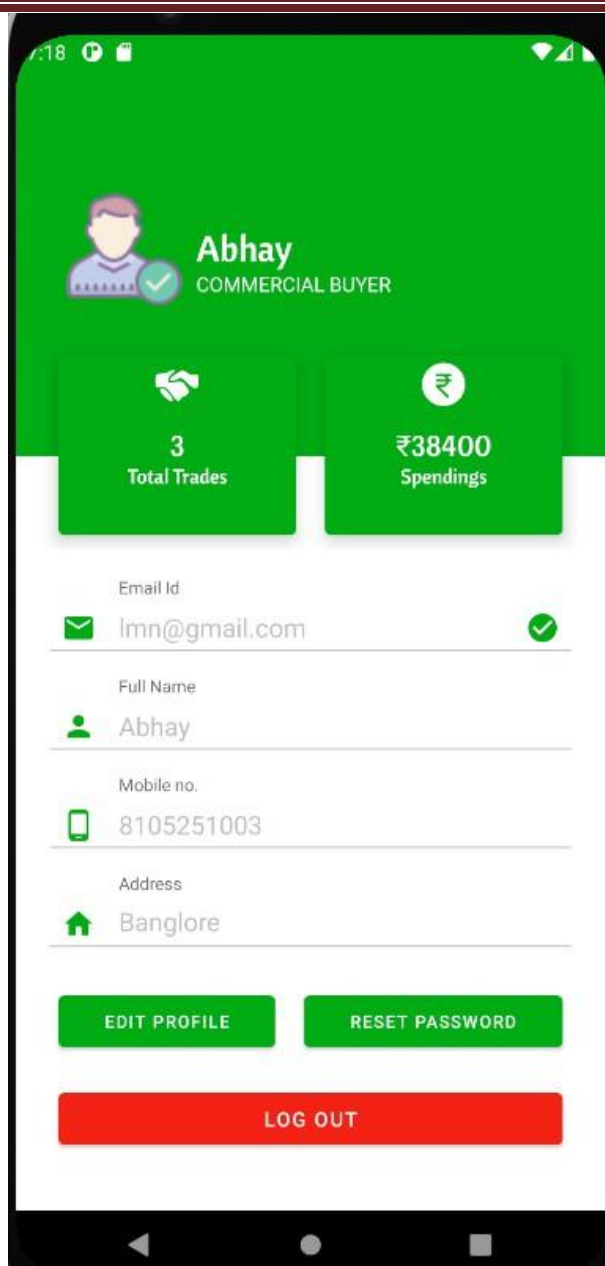 7:18
Abhay
COMMERCIAL BUYER
3
Total Trades
₹38400
Spendings
Email Id
lmn@gmail.com
Full Name
Abhay
Mobile no.
8105251003
Address
Banglore
EDIT PROFILE
RESET PASSWORD
LOG OUT